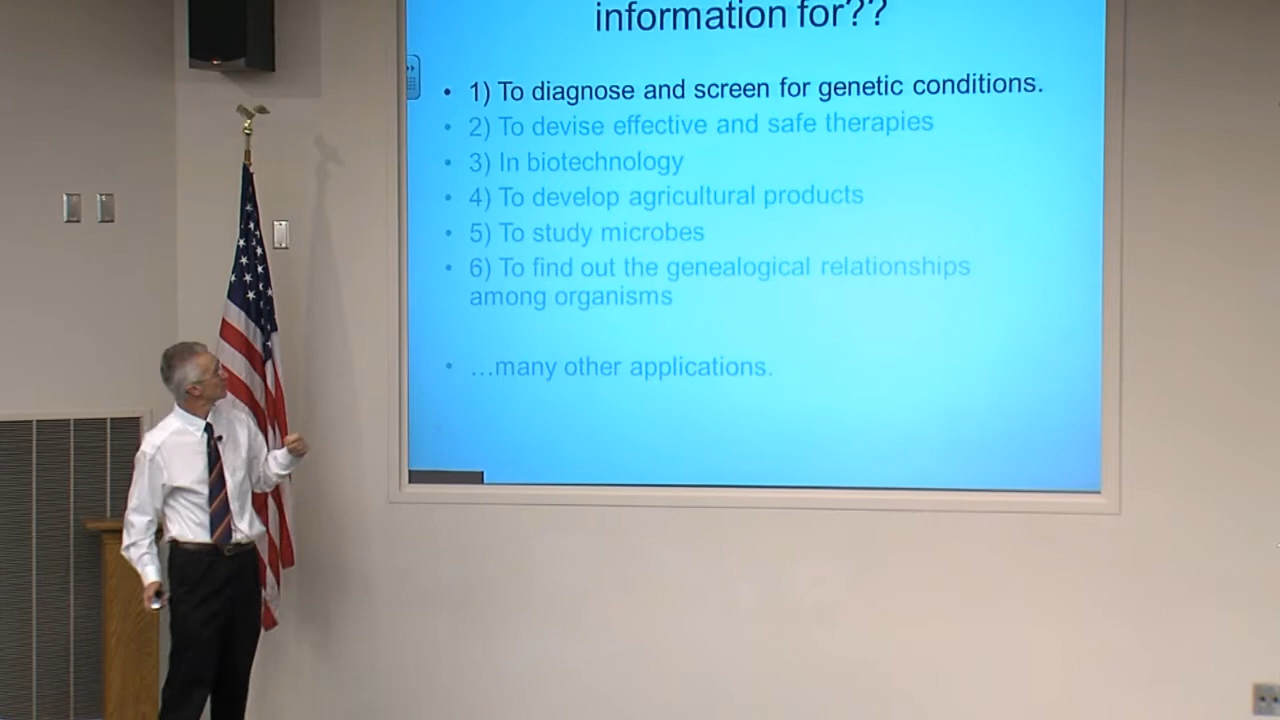 information for??
• 1) To diagnose and screen for genetic conditions.
• 2) To devise effective and safe therapies
• 3) In biotechnology
• 4) To develop agricultural products
• 5) To study microbes
• 6) To find out the genealogical relationships
among organisms
• …many other applications.